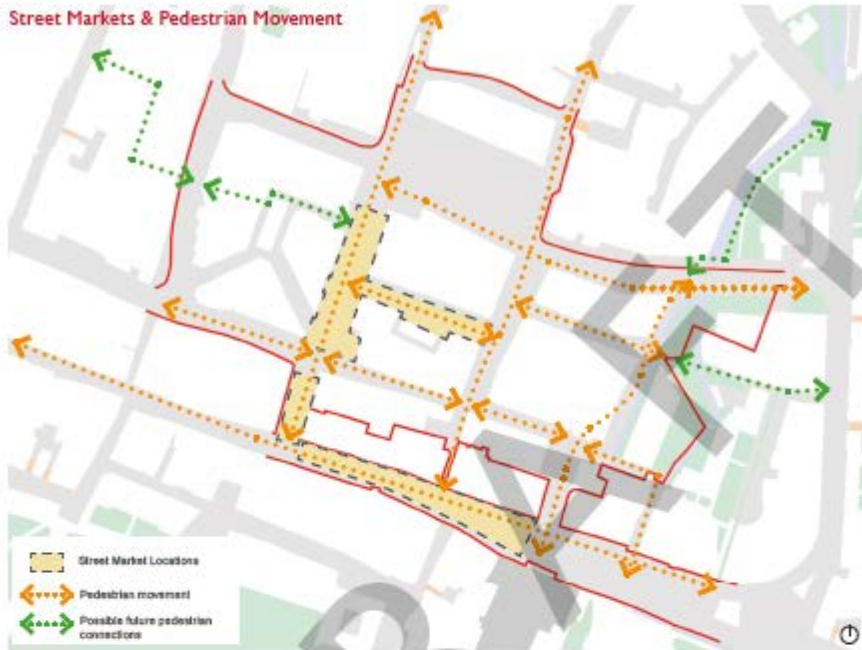 Street Markets & Pedestrian Movement
Street Market Locations
Pedestrian movement
Possible future pedestrian
connections